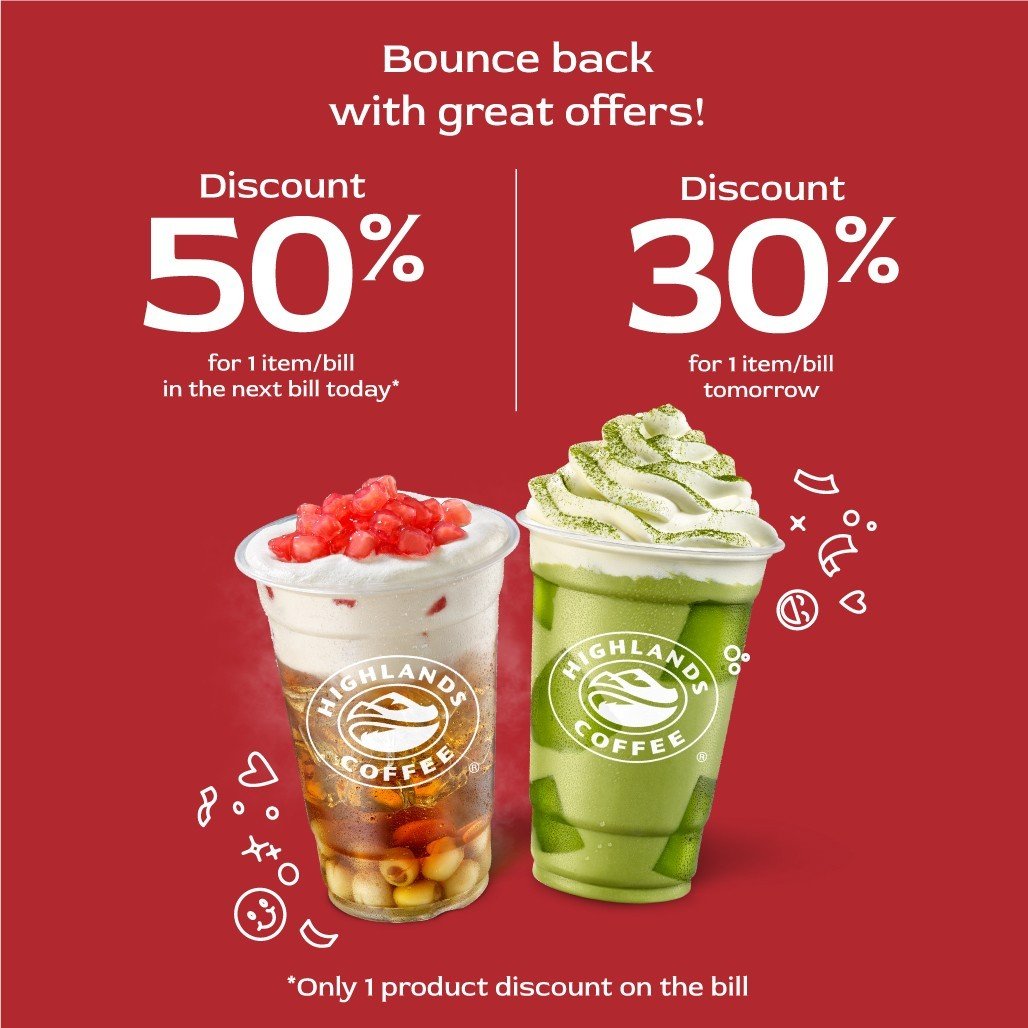 Bounce back
with great offers!
Discount
50%
for 1 item/bill
in the next bill today*
Discount
30%
for 1 item/bill
tomorrow
HIGHLANDS
COFFEE
®
HIGHLANDS
COFFEE
®
*Only 1 product discount on the bill